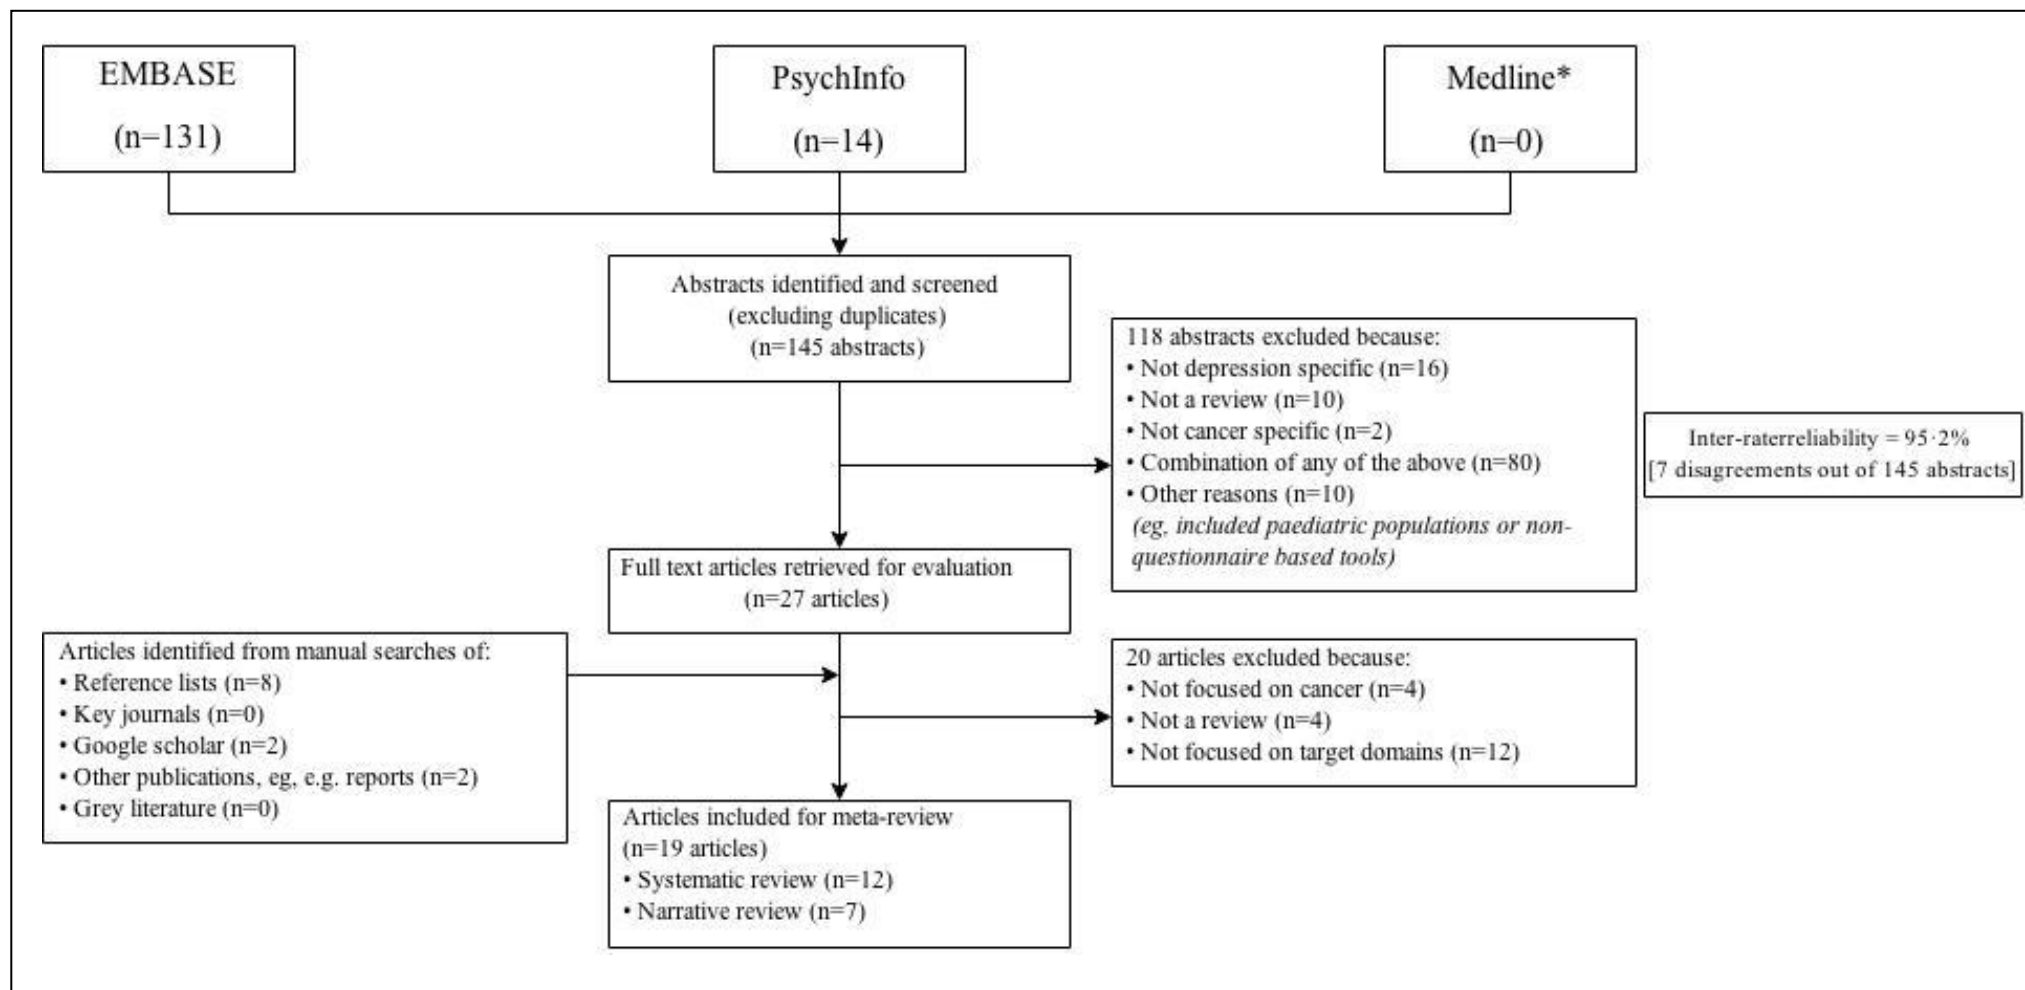 EMBASE
(n=131)
PsychInfo
(n=14)
Medline*
(n=0)
Abstracts identified and screened
(excluding duplicates)
(n=145 abstracts)
118 abstracts excluded because:
• Not depression specific (n=16)
• Not a review (n=10)
• Not cancer specific (n=2)
• Combination of any of the above (n=80)
• Other reasons (n=10)
(eg, included paediatric populations or non-
questionnaire based tools)
Inter-raterreliability = 95·2%
[7 disagreements out of 145 abstracts]
Full text articles retrieved for evaluation
(n=27 articles)
Articles identified from manual searches of:
• Reference lists (n=8)
• Key journals (n=0)
• Google scholar (n=2)
• Other publications, eg, e.g. reports (n=2)
• Grey literature (n=0)
20 articles excluded because:
• Not focused on cancer (n=4)
• Not a review (n=4)
• Not focused on target domains (n=12)
Articles included for meta-review
(n=19 articles)
• Systematic review (n=12)
• Narrative review (n=7)